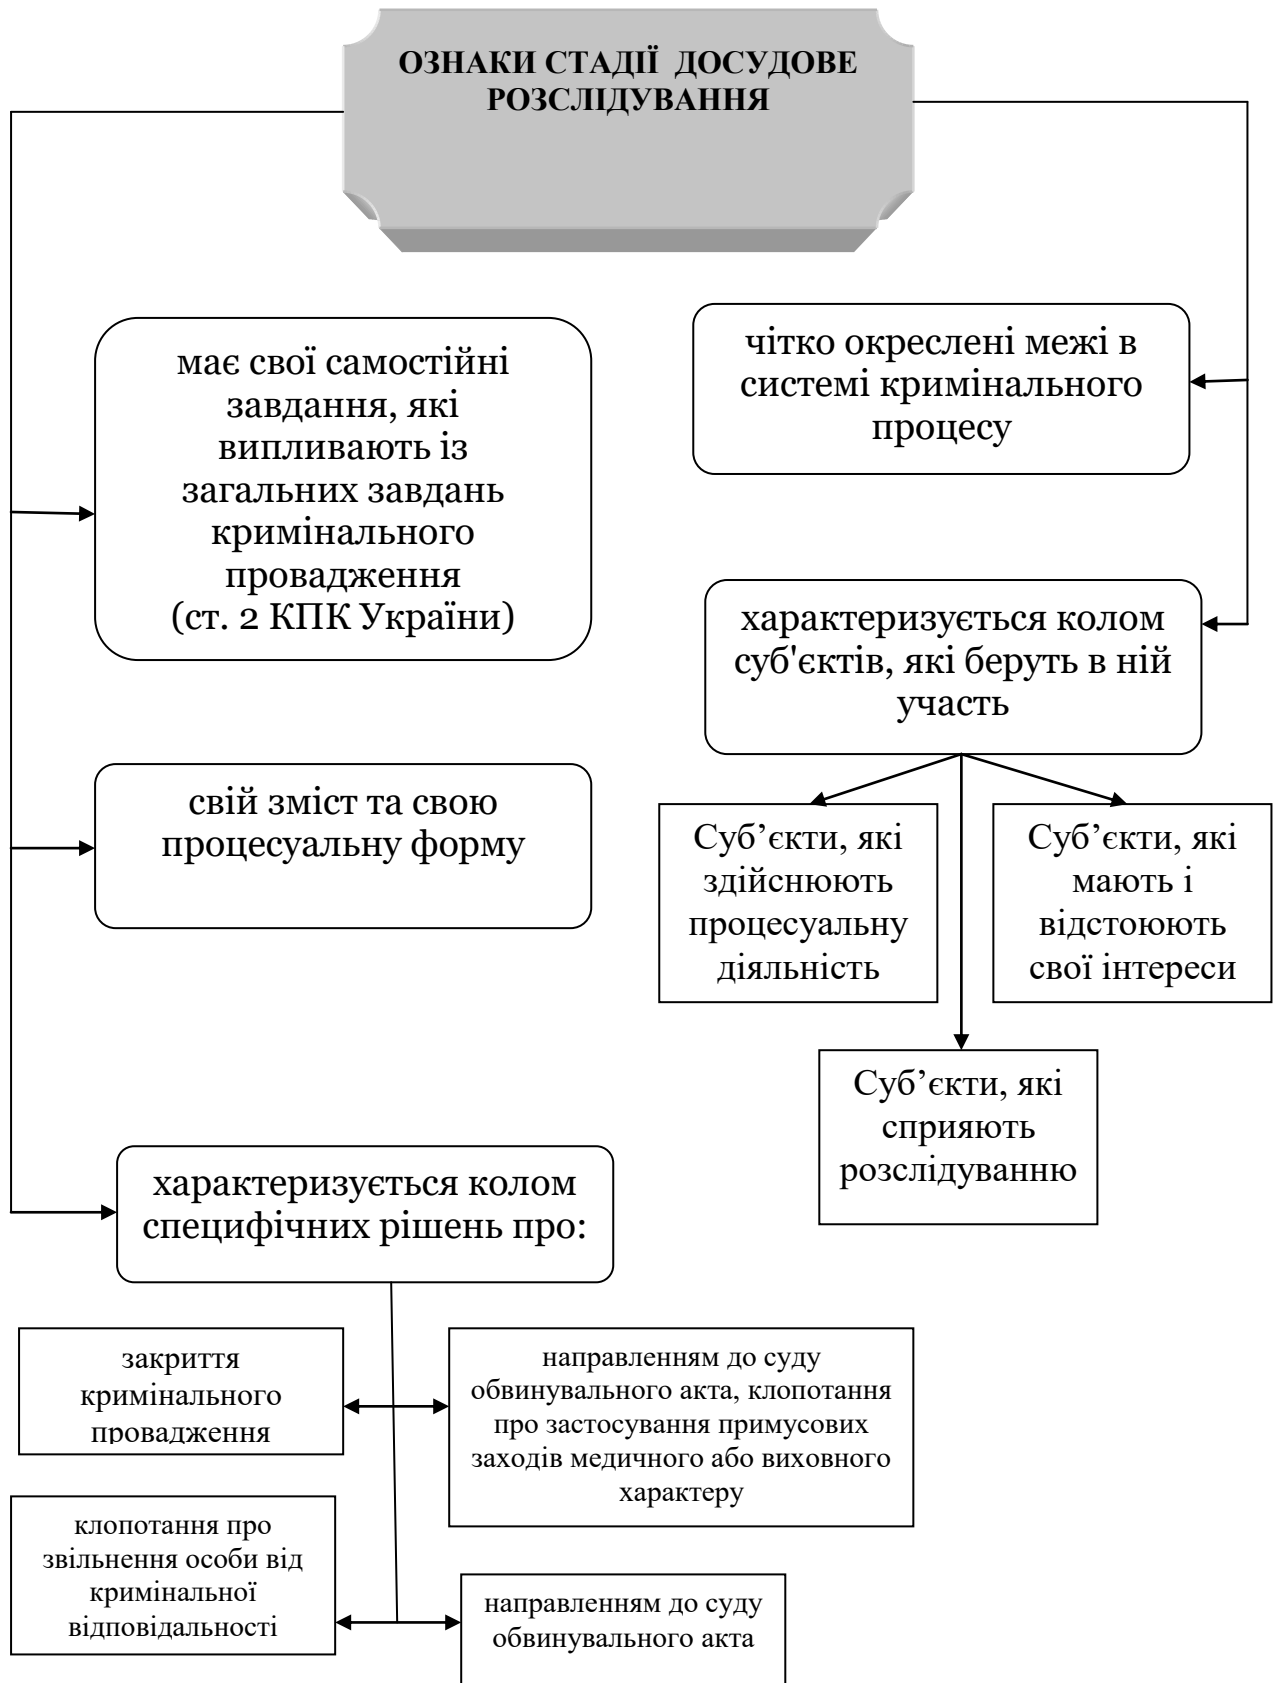 ОЗНАКИ СТАДІЇ ДОСУДОВЕ
РОЗСЛІДУВАННЯ
має свої самостійні
завдання, які
випливають із
загальних завдань
кримінального
провадження
(ст. 2 КПК України)
чітко окреслені межі в
системі кримінального
процесу
характеризується колом
суб'єктів, які беруть в ній
участь
свій зміст та свою
процесуальну форму
Суб’єкти, які
здійснюють
процесуальну
діяльність
Суб’єкти, які
мають і
відстоюють
свої інтереси
Суб’єкти, які
сприяють
розслідуванню
характеризується колом
специфічних рішень про:
закриття
кримінального
провадження
направленням до суду
обвинувального акта, клопотання
про застосування примусових
заходів медичного або виховного
характеру
клопотання про
звільнення особи від
кримінальної
відповідальності
направленням до суду
обвинувального акта